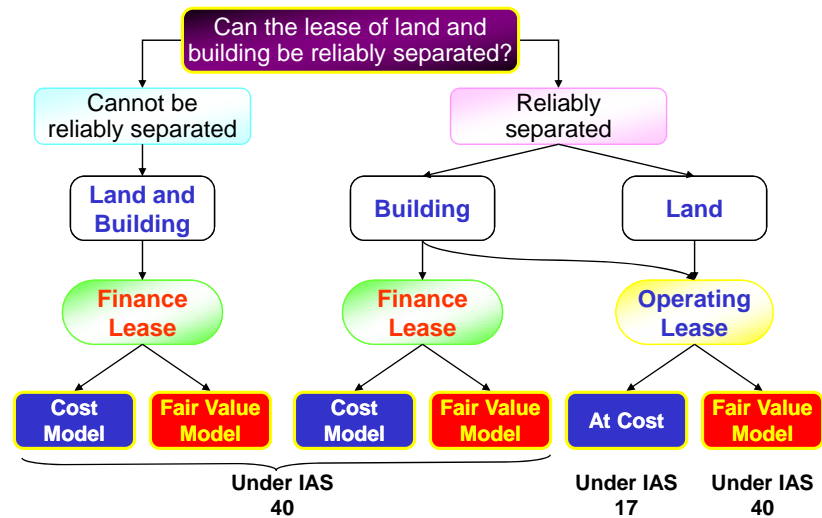 Can the lease of land and
building be reliably separated?
Cannot be
reliably separated
Reliably
separated
Land and
Building
Building
Land
Finance
Lease
Finance
Lease
Operating
Lease
Cost
Model
Fair Value
Model
Cost
Model
Fair Value
Model
At Cost
Fair Value
Model
Under IAS
40
Under IAS
17
Under IAS
40